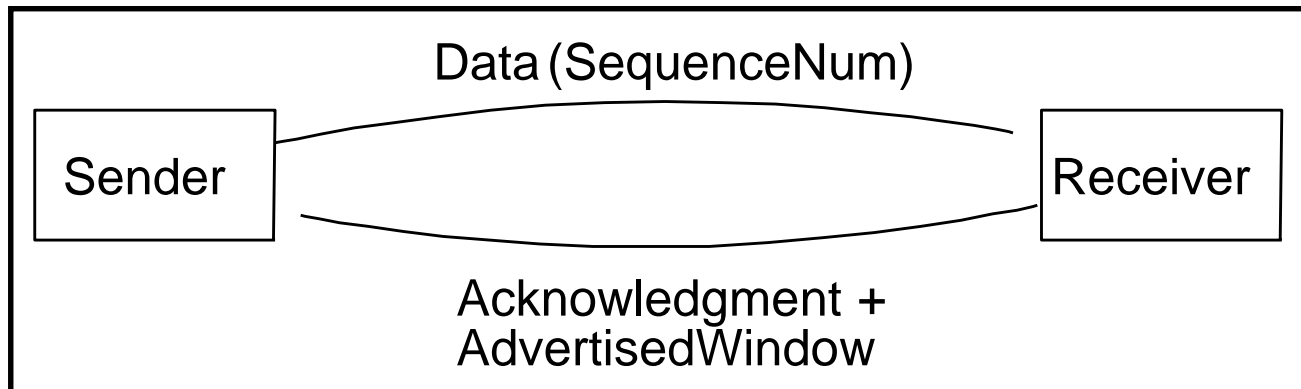 Data (SequenceNum)
Sender
Receiver
Acknowledgment +
AdvertisedWindow